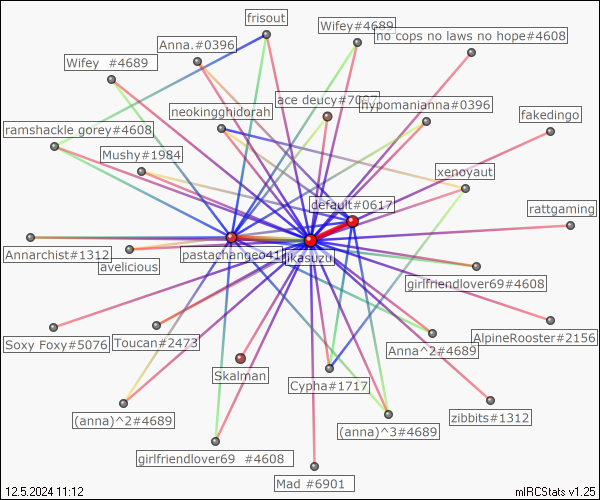 frisout
Wifey#4689
no cops no laws no hope#4608
Anna.#0396
Wifey  #4689
ace deucy#7087
hypomanianna#0396
neokingghidorah
fakedingo
ramshackle gorey#4608
Mushy#1984
xenoyaut
default#0617
rattgaming
Annarchist#1312
pastachangeo41
jikasuzu
avelicious
girlfriendlover69#4608
Soxy Foxy#5076
Toucan#2473
Anna^2#4689
AlpineRooster#2156
Skalman
Cypha#1717
(anna)^2#4689
(anna)^3#4689
zibbits#1312
girlfriendlover69  #4608
Mad #6901
12.5.2024 11:12
mIRCStats v1.25